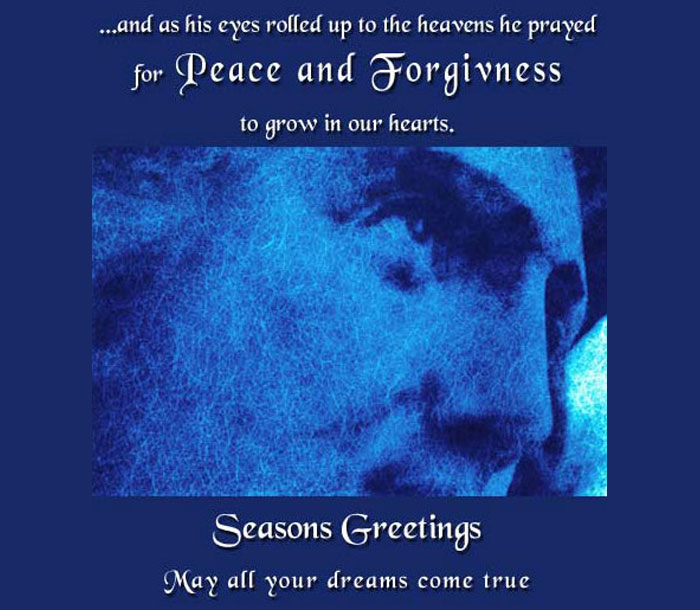 ...and as his eyes rolled up to the heavens he prayed
for Peace and Forgivness
to grow in our hearts.
Seasons Greetings
May all your dreams come true